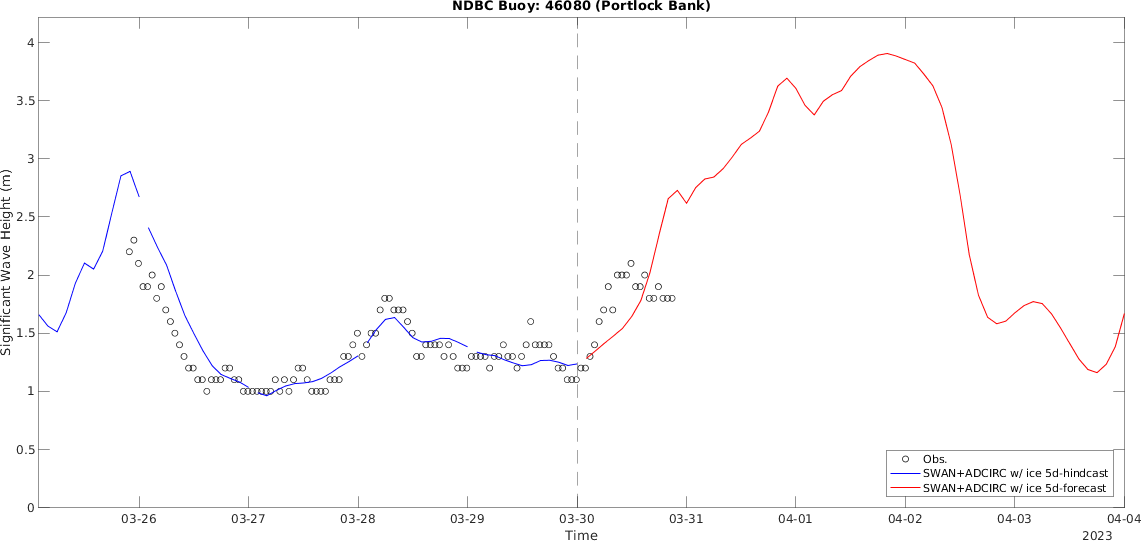 NDBC Buoy: 46080 (Portlock Bank)
Significant Wave Height (m)
4
3.5
3
2.5
2
1.5
1
0.5
0
03-26 03-27 03-28 03-29 03-30 03-31 04-01 04-02 04-03 04-04
Time
2023
Obs.
SWAN+ADCIRC w/ ice 5d-hindcast
SWAN+ADCIRC w/ ice 5d-forecast